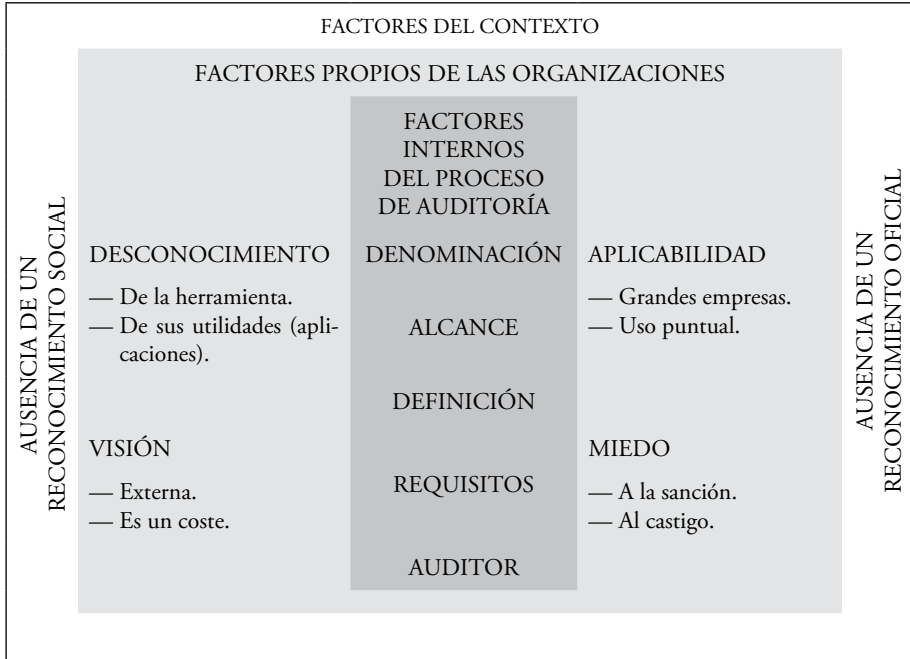 FACTORES DEL CONTEXTO
FACTORES PROPIOS DE LAS ORGANIZACIONES
AUSENCIA DE UN
RECONOCIMIENTO SOCIAL
DESCONOCIMIENTO
— De la herramienta.
— De sus utilidades (apli-
caciones).
VISIÓN
— Externa.
— Es un coste.
FACTORES
INTERNOS
DEL PROCESO
DE AUDITORÍA
DENOMINACIÓN
ALCANCE
DEFINICIÓN
REQUISITOS
AUDITOR
APLICABILIDAD
— Grandes empresas.
— Uso puntual.
MIEDO
— A la sanción.
— Al castigo.
AUSENCIA DE UN
RECONOCIMIENTO OFICIAL